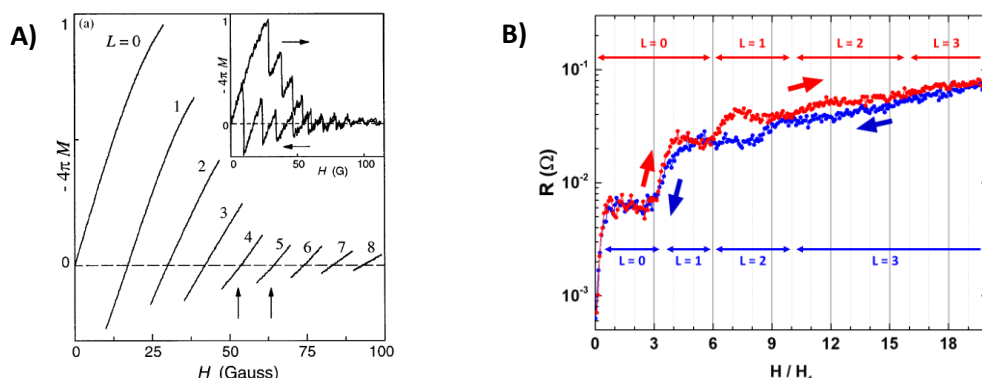 A)
(a)
1
0
- 4π M
L = 0
1
2
3
4
5
6
7
8
0
25
50
75
100
H (Gauss)
1
0
- 4π M
0
50
100
H (G)
B)
L = 0
L = 1
L = 2
L = 3
10⁻¹
10⁻²
10⁻³
R (Ω)
L = 0
L = 1
L = 2
L = 3
0
3
6
9
12
15
18